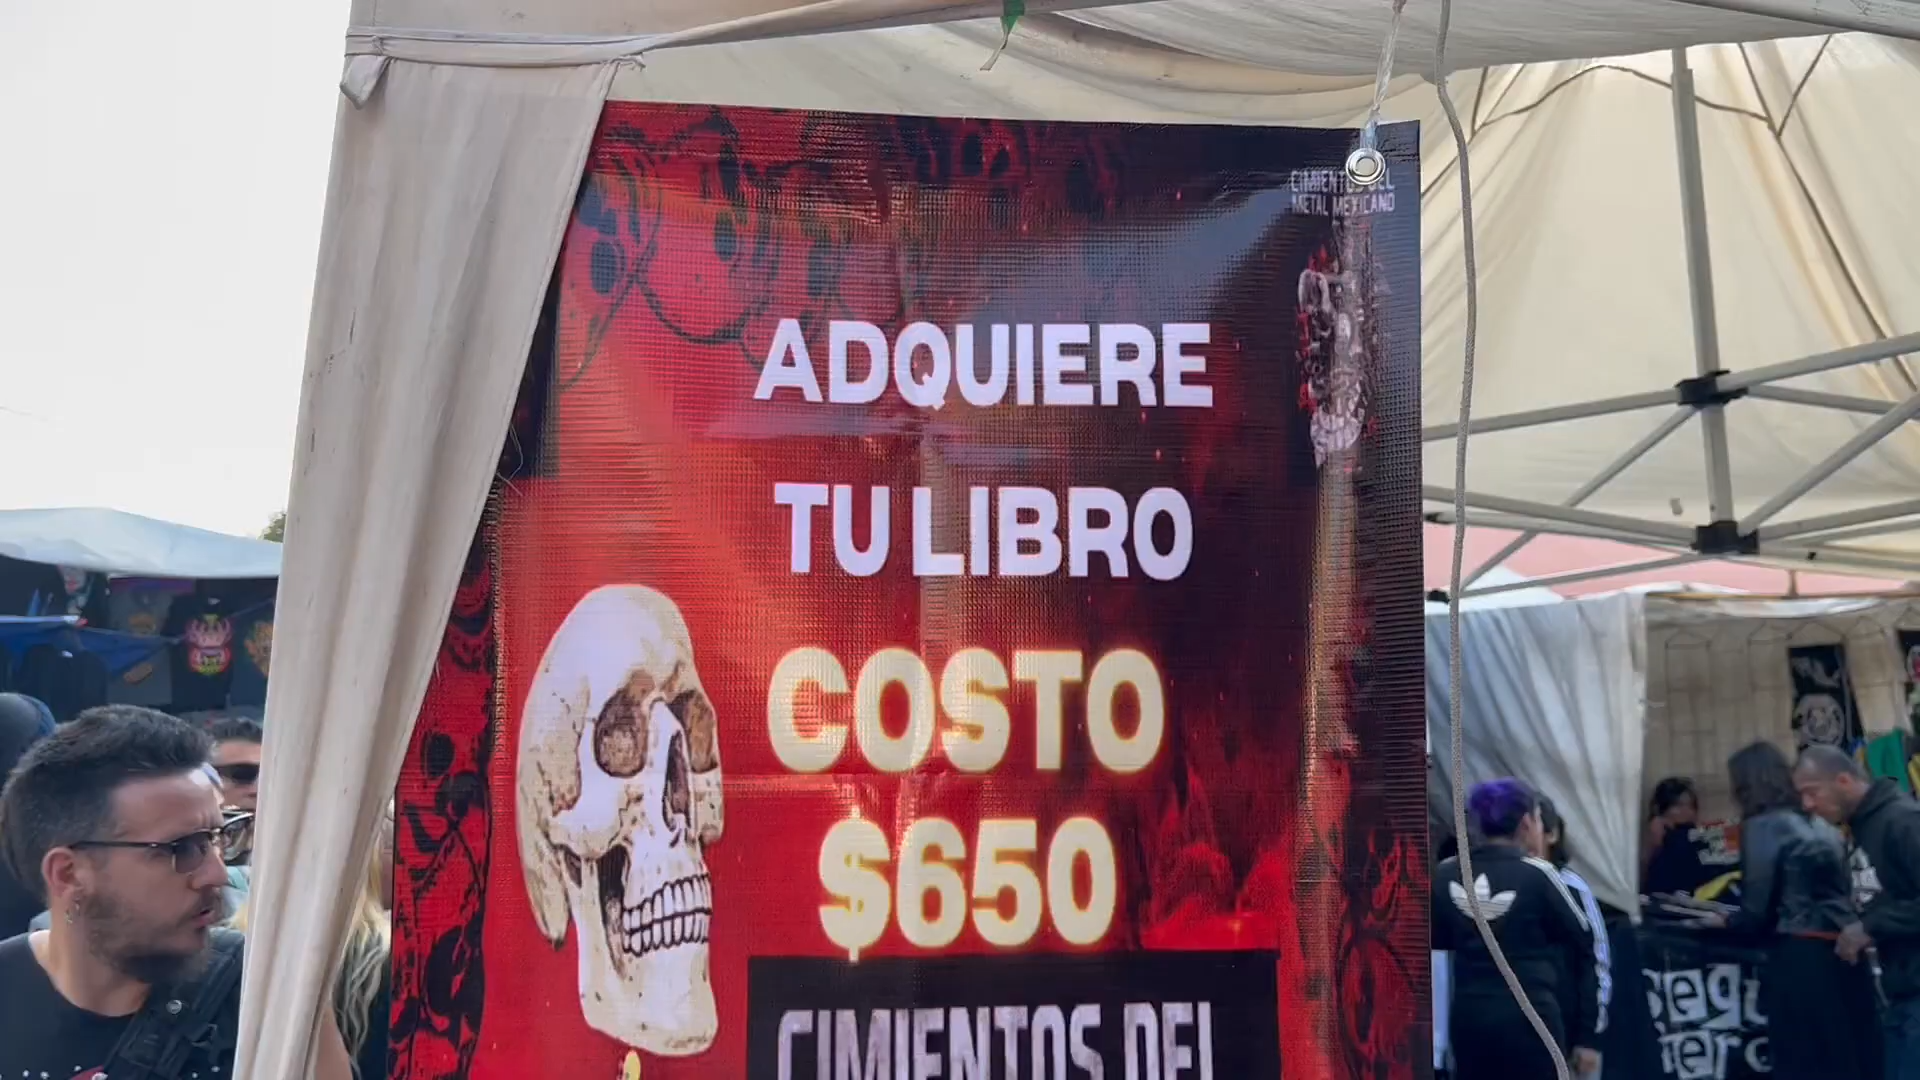 CIMIENTOS DEL
METAL MEXICANO
ADQUIERE
TU LIBRO
COSTO
$650
CIMIENTOS DEL